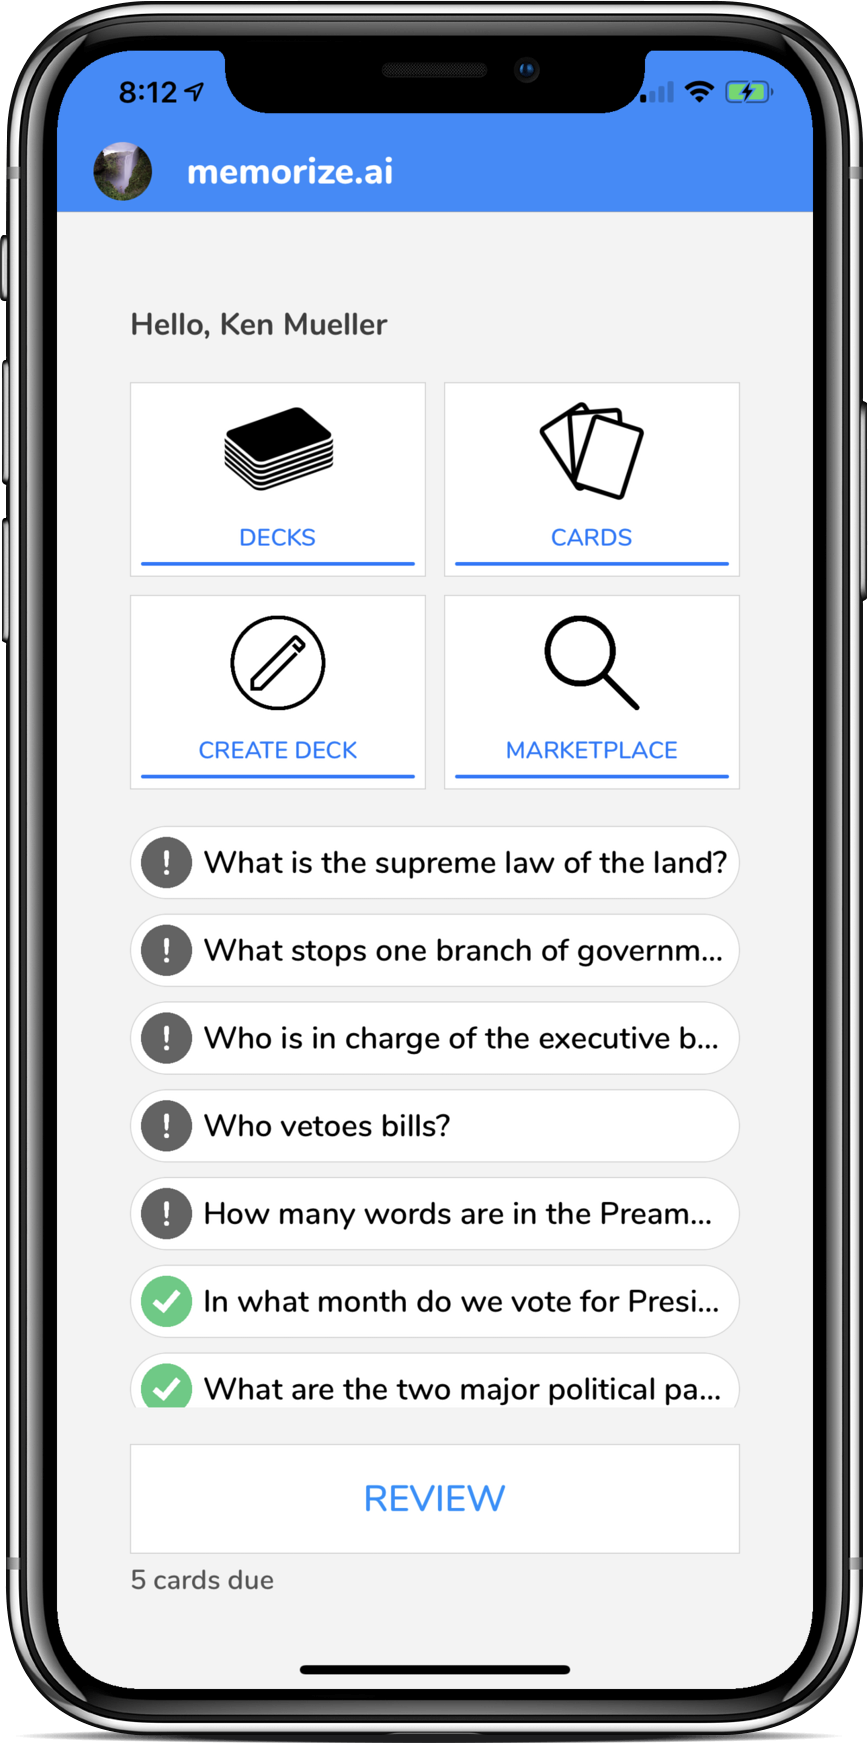 8:12
memorize.ai
Hello, Ken Mueller
DECKS
CARDS
CREATE DECK
MARKETPLACE
What is the supreme law of the land?
What stops one branch of governm...
Who is in charge of the executive b...
Who vetoes bills?
How many words are in the Pream...
In what month do we vote for Presi...
What are the two major political pa...
REVIEW
5 cards due